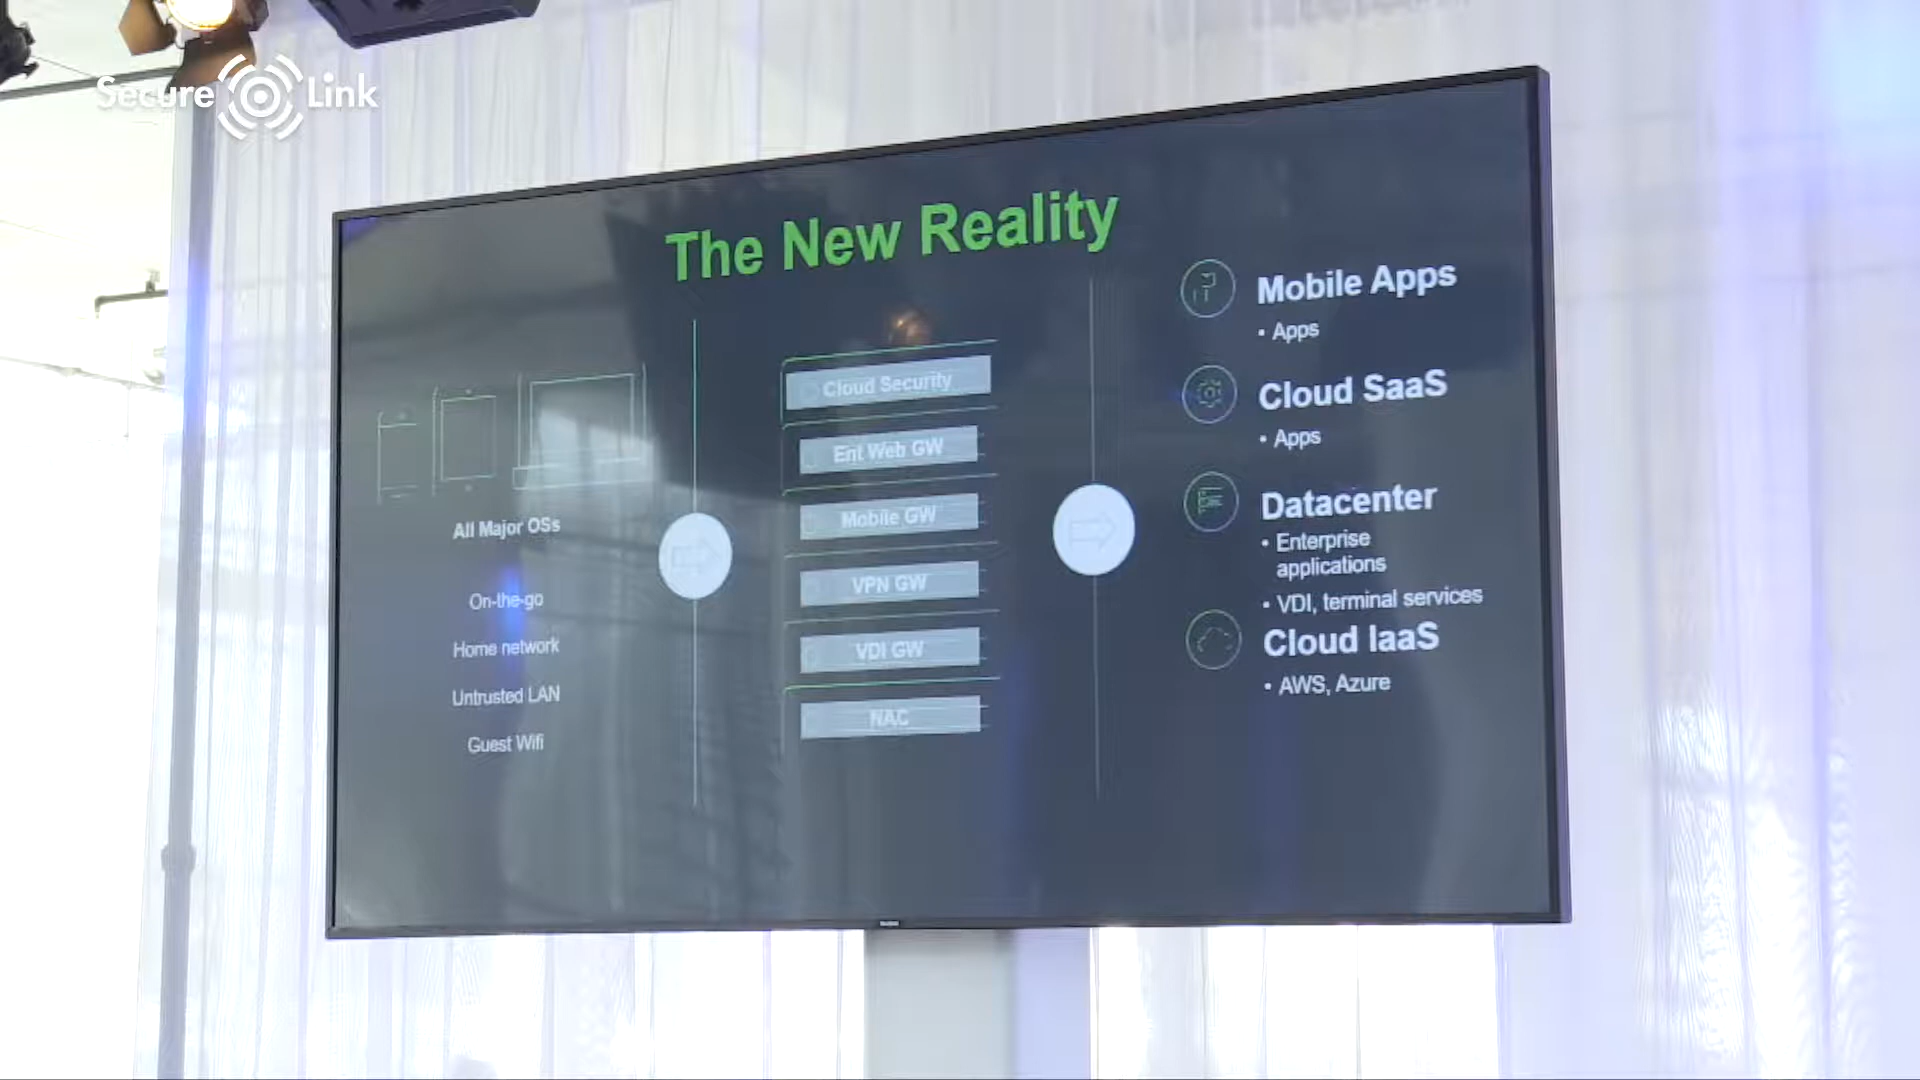 Secure Link
The New Reality
All Major OSs
On-the-go
Home network
Untrusted LAN
Guest Wifi
Cloud Security
Ent Web GW
Mobile GW
VPN GW
VDI GW
NAC
Mobile Apps
• Apps
Cloud SaaS
• Apps
Datacenter
• Enterprise
applications
• VDI, terminal services
Cloud IaaS
• AWS, Azure